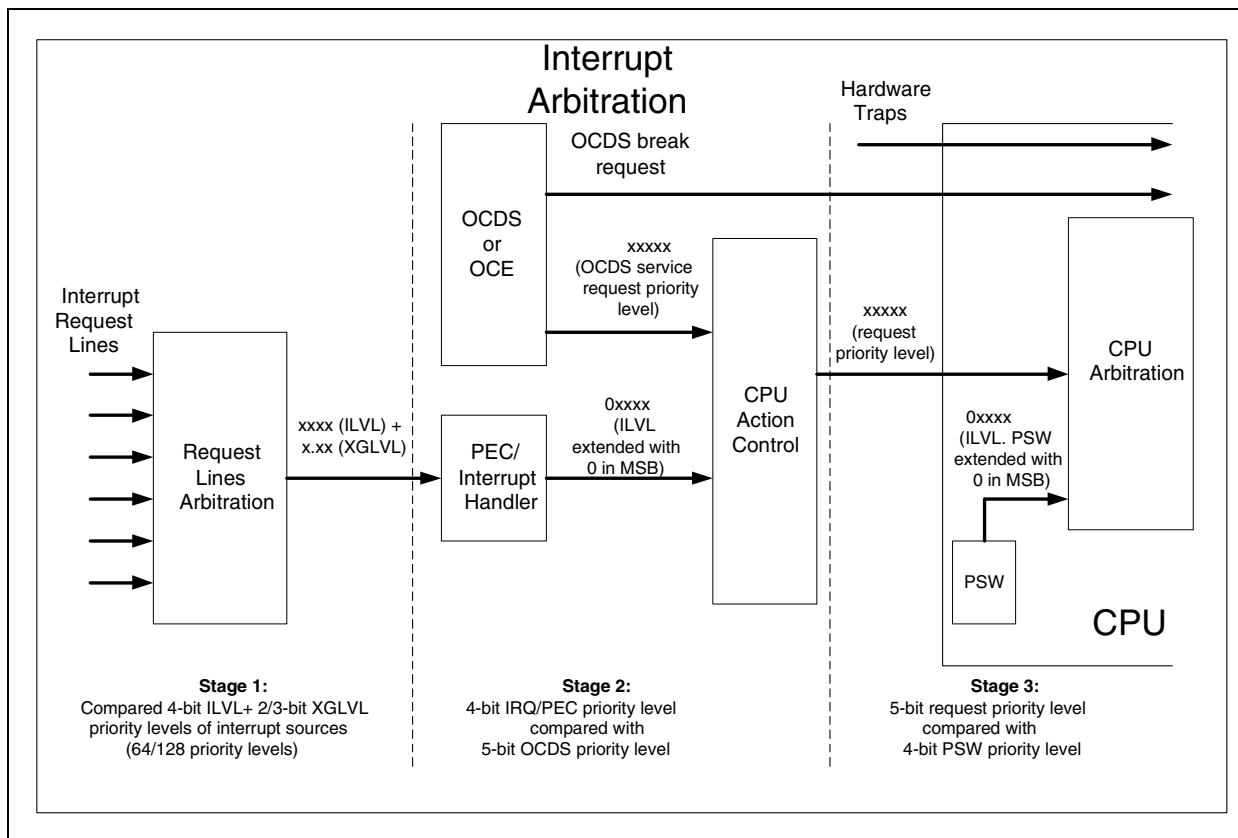 Interrupt
Arbitration
Hardware
Traps
OCDS break
request
OCDS
or
OCE
xxxxx
(OCDS service
request priority
level)
Interrupt
Request
Lines
xxxxx
(request
priority level)
CPU
Arbitration
Request
Lines
Arbitration
xxxx (ILVL) +
x.xx (XGLVL)
PEC/
Interrupt
Handler
0xxxx
(ILVL
extended with
0 in MSB)
CPU
Action
Control
0xxxx
(ILVL. PSW
extended with
0 in MSB)
PSW
CPU
Stage 1:
Compared 4-bit ILVL+ 2/3-bit XGLVL
priority levels of interrupt sources
(64/128 priority levels)
Stage 2:
4-bit IRQ/PEC priority level
compared with
5-bit OCDS priority level
Stage 3:
5-bit request priority level
compared with
4-bit PSW priority level